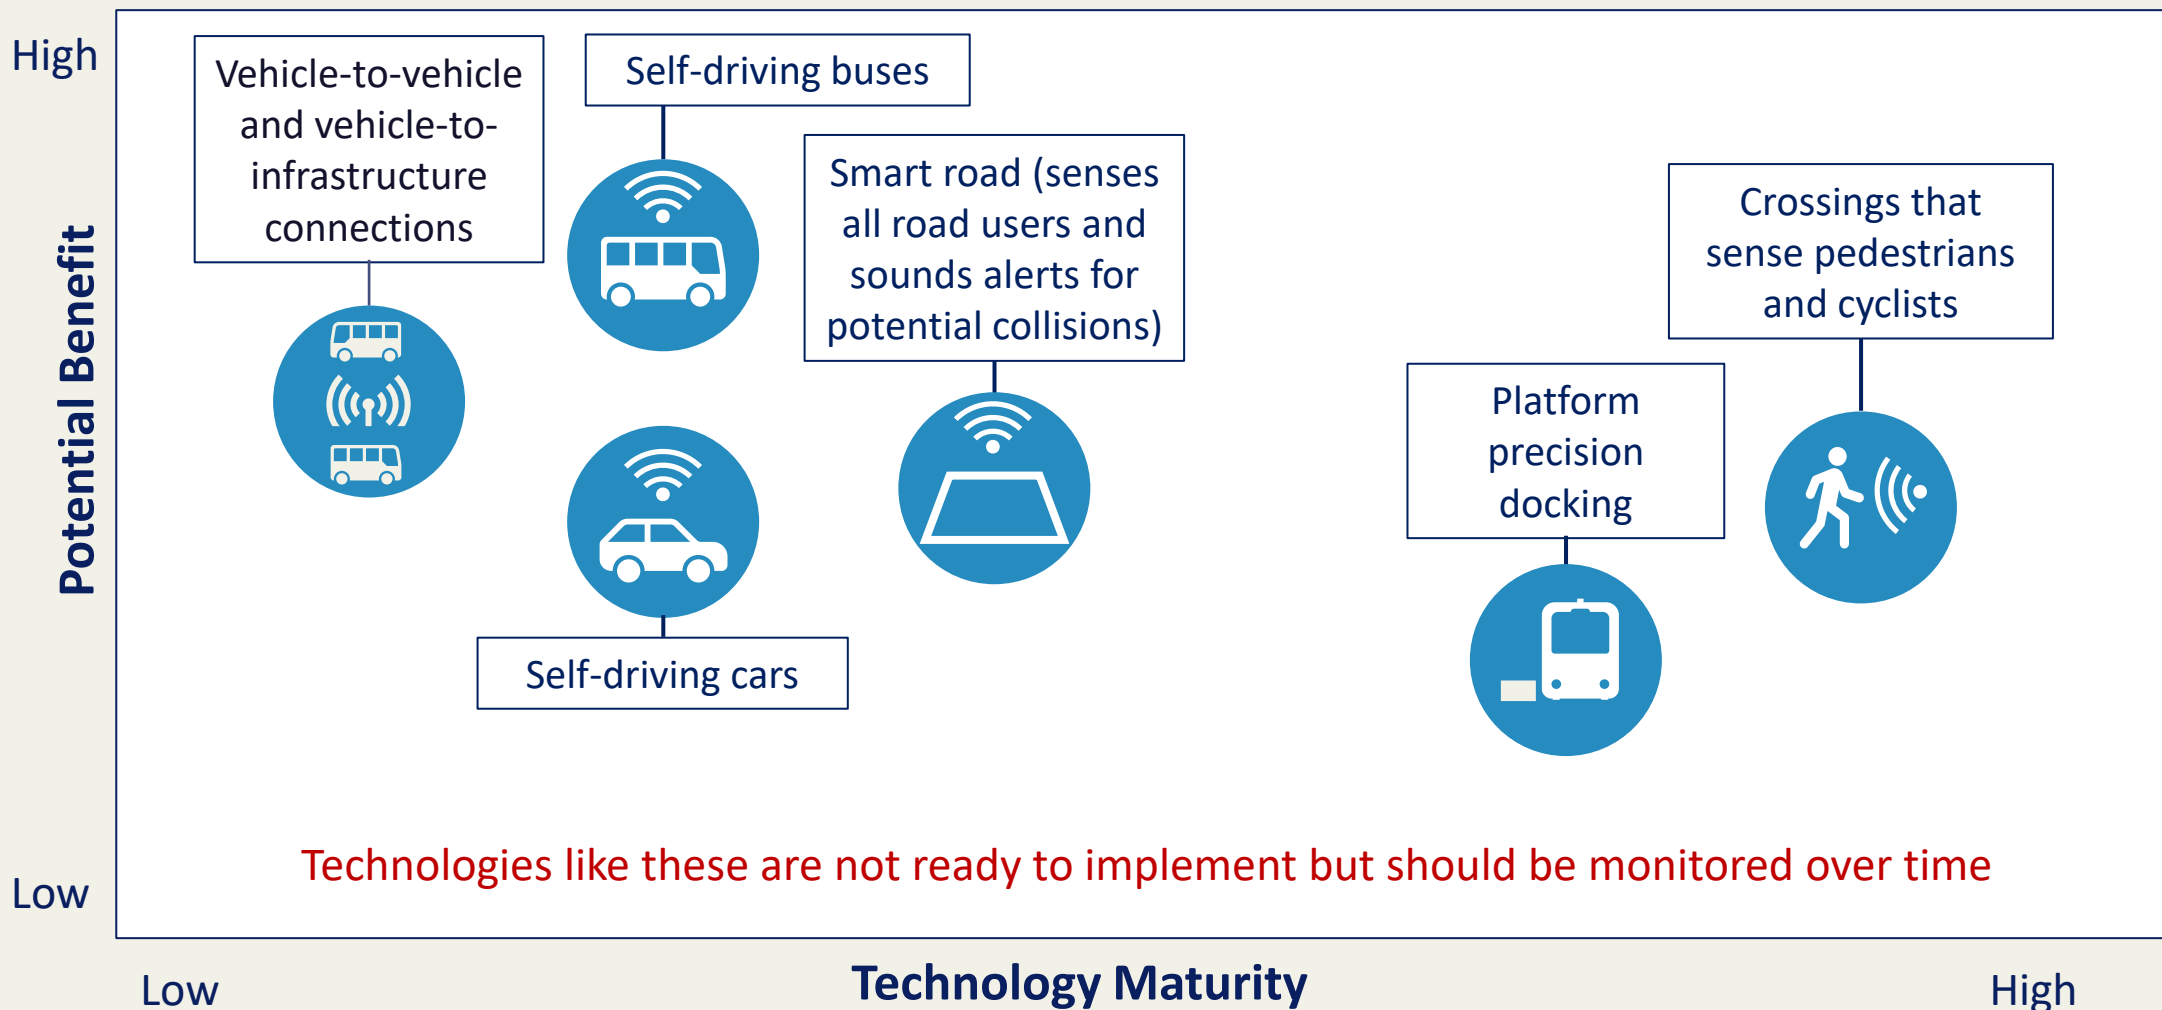 High
Vehicle-to-vehicle
and vehicle-to-
infrastructure
connections
Self-driving buses
Smart road (senses
all road users and
sounds alerts for
potential collisions)
Crossings that
sense pedestrians
and cyclists
Platform
precision
docking
Self-driving cars
Potential Benefit
Technologies like these are not ready to implement but should be monitored over time
Low
Low
Technology Maturity
High